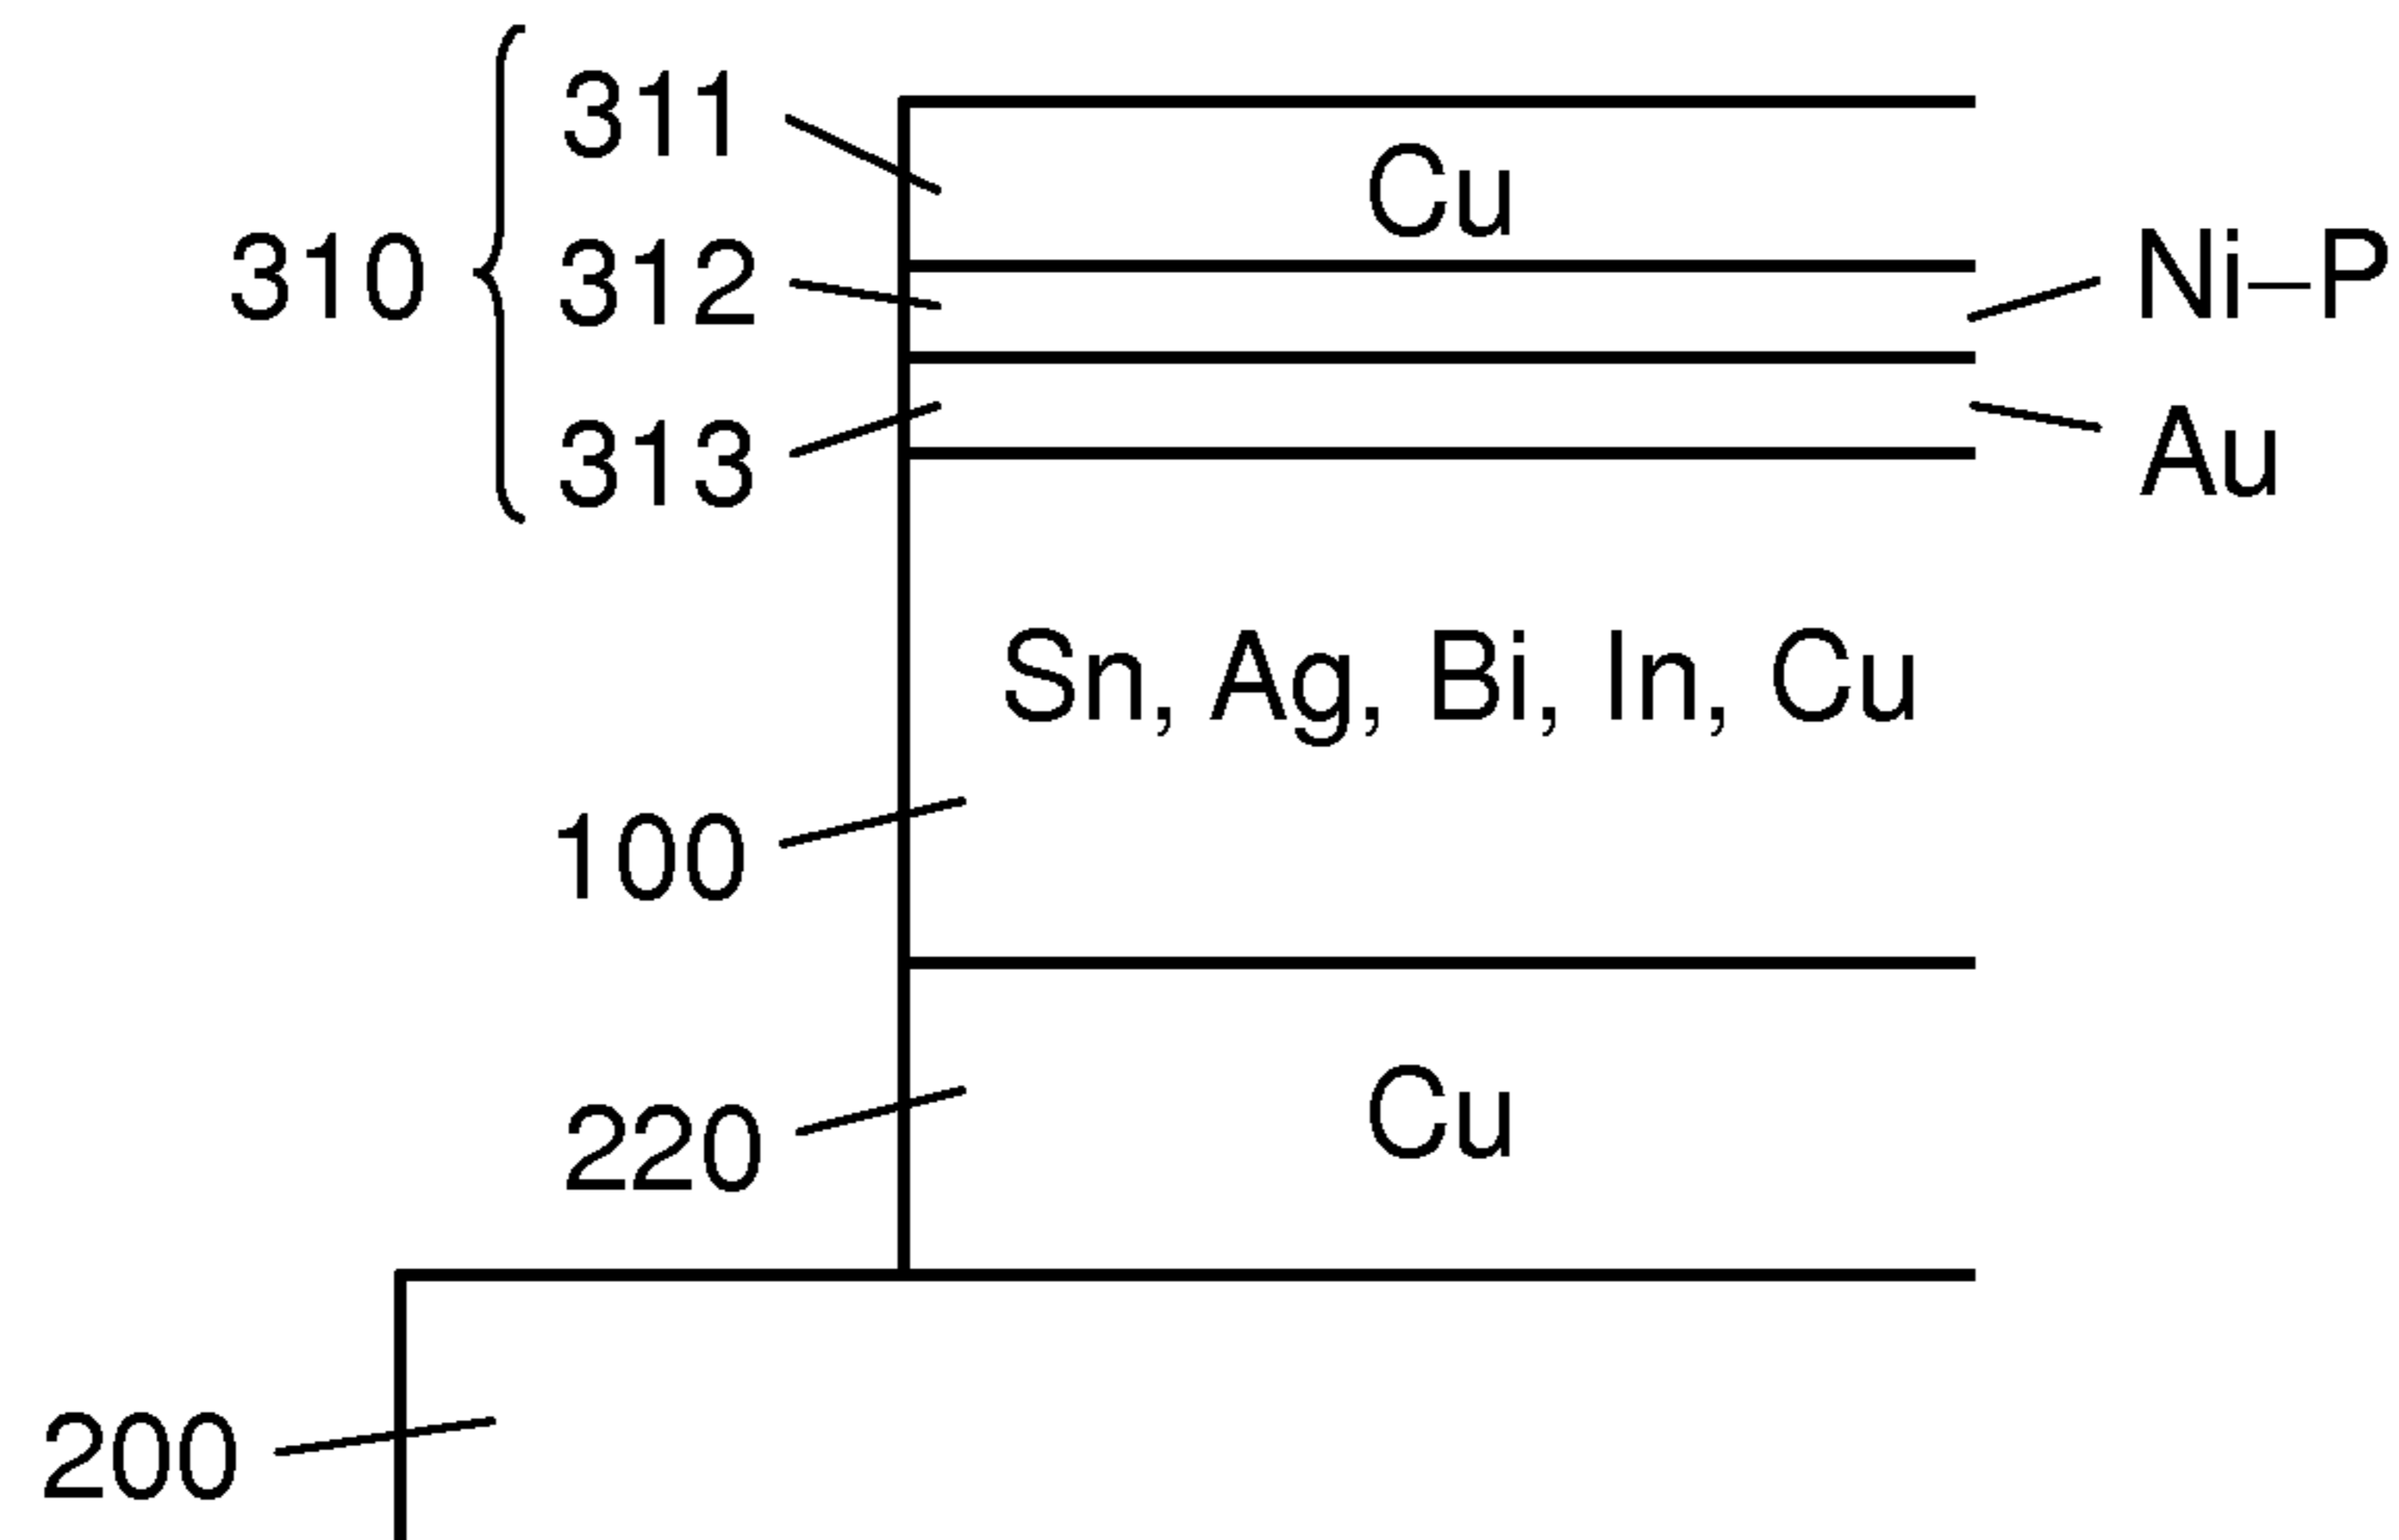 311
Cu
310
312
Ni–P
313
Au
Sn, Ag, Bi, In, Cu
100
220
Cu
200